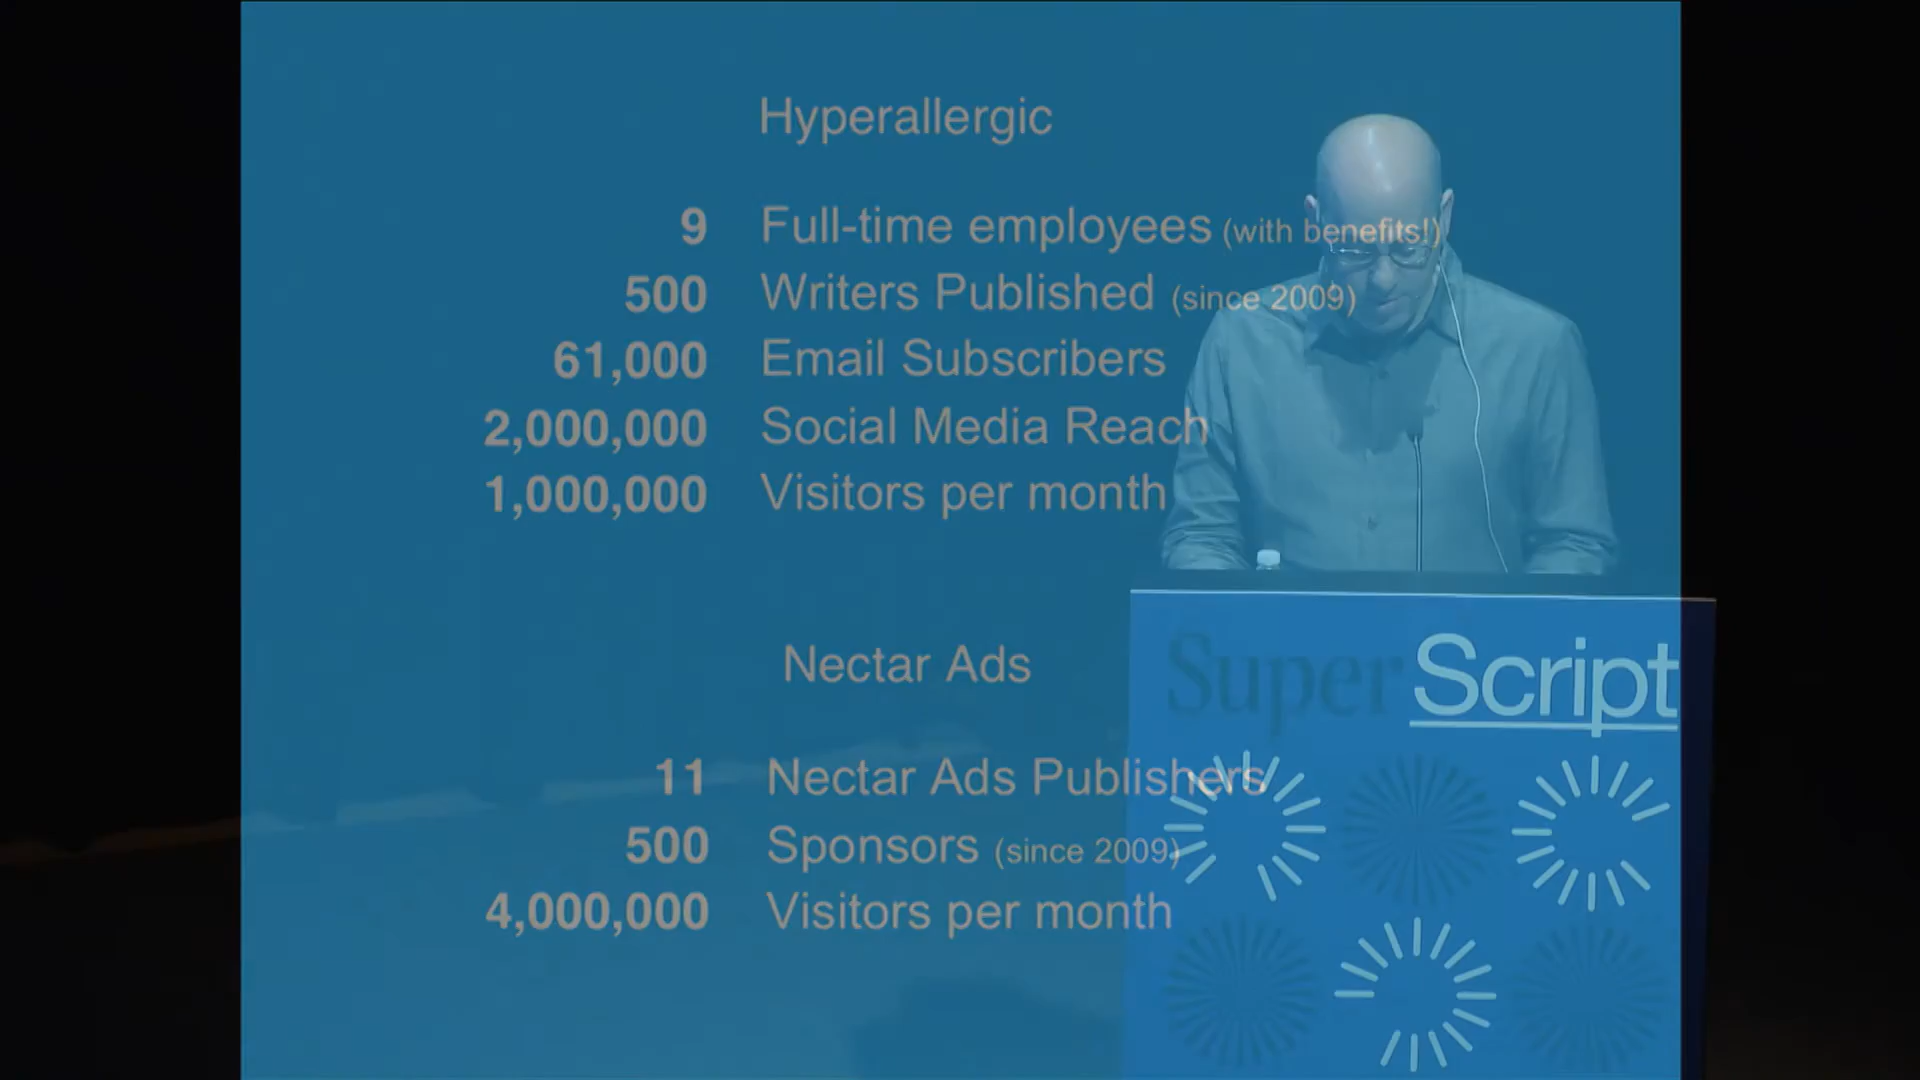 Hyperallergic
9 Full-time employees (with benefits!)
500 Writers Published (since 2009)
61,000 Email Subscribers
2,000,000 Social Media Reach
1,000,000 Visitors per month
Nectar Ads
11 Nectar Ads Publishers
500 Sponsors (since 2009)
4,000,000 Visitors per month
SuperScript